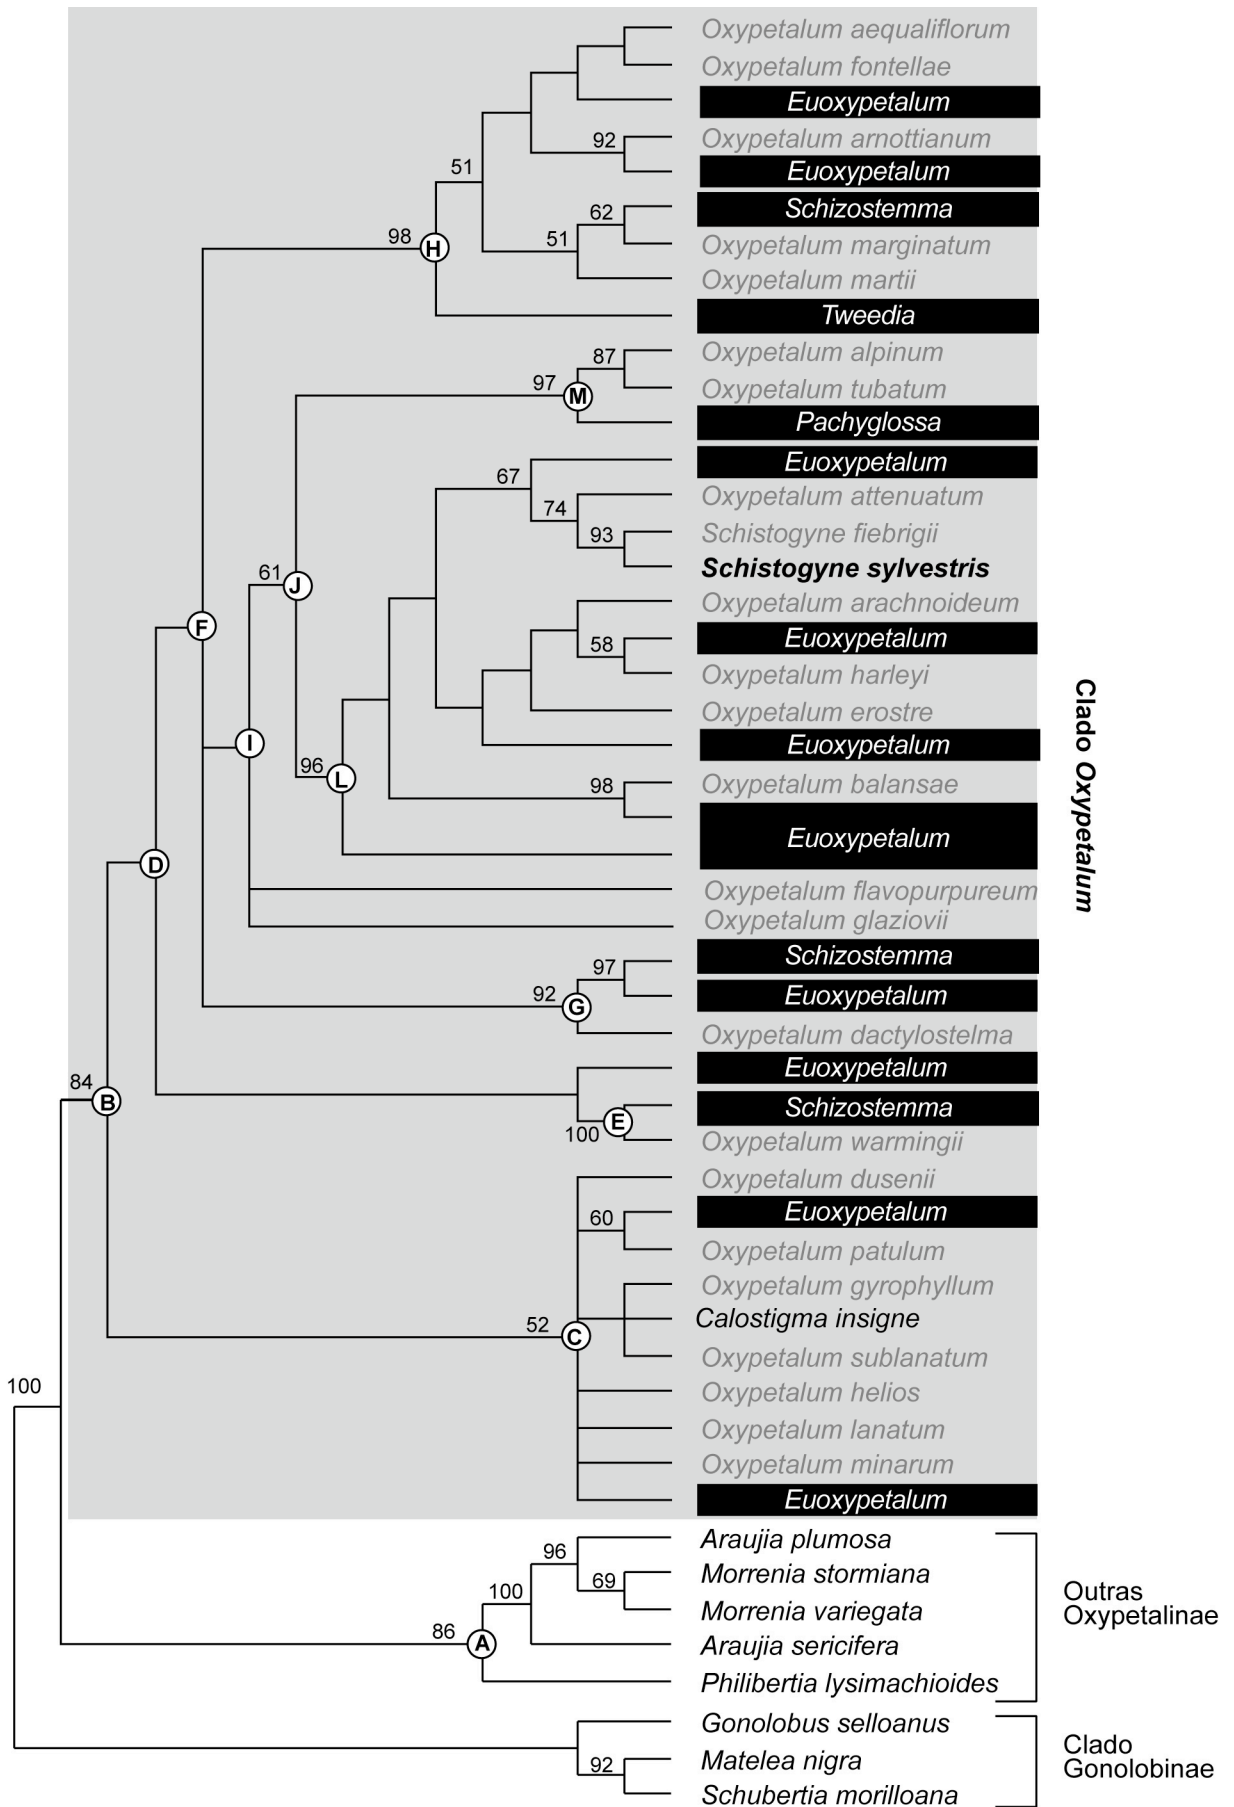 Oxypetalum aequaliflorum
Oxypetalum fontellae
Euoxypetalum
92
Oxypetalum arnottianum
51
Euoxypetalum
Schizostemma
62
98
H
51
Oxypetalum marginatum
Oxypetalum martii
Tweedia
87
Oxypetalum alpinum
97
M
Oxypetalum tubatum
Pachyglossa
Euoxypetalum
67
Oxypetalum attenuatum
74
93
Schistogyne fiebrigii
Schistogyne sylvestris
61
J
Oxypetalum arachnoideum
F
58
Euoxypetalum
Oxypetalum harleyi
Oxypetalum erostre
I
Euoxypetalum
96
L
98
Oxypetalum balansae
Euoxypetalum
D
Oxypetalum flavopurpureum
Oxypetalum glaziovii
Schizostemma
97
92
G
Euoxypetalum
Oxypetalum dactylostelma
Euoxypetalum
84
B
Schizostemma
100
E
Oxypetalum warmingii
Oxypetalum dusenii
60
Euoxypetalum
Oxypetalum patulum
Oxypetalum gyrophyllum
52
C
Calostigma insigne
Oxypetalum sublanatum
100
Oxypetalum helios
Oxypetalum lanatum
Oxypetalum minarum
Euoxypetalum
Clado Oxypetalum
Araujia plumosa
96
69
Morrenia stormiana
100
Morrenia variegata
86
A
Araujia sericifera
Philibertia lysimachioides
Outras
Oxypetalinae
Gonolobus selloanus
92
Matelea nigra
Schubertia morilloana
Clado
Gonolobinae